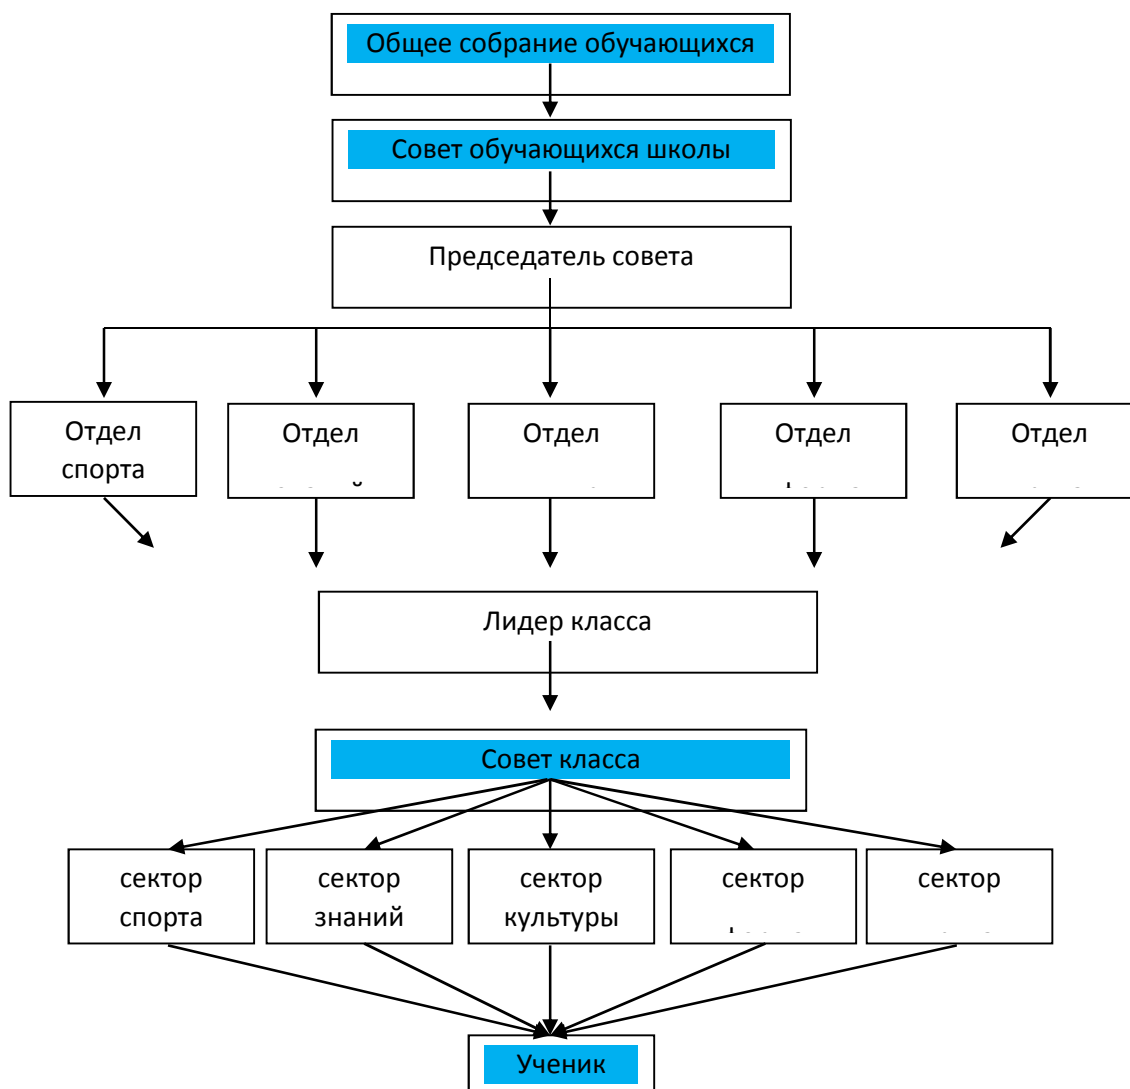 Общее собрание обучающихся
Совет обучающихся школы
Председатель совета
Отдел
спорта
Отдел
Отдел
Отдел
Отдел
Лидер класса
Совет класса
сектор
спорта
сектор
знаний
сектор
культуры
сектор
сектор
Ученик